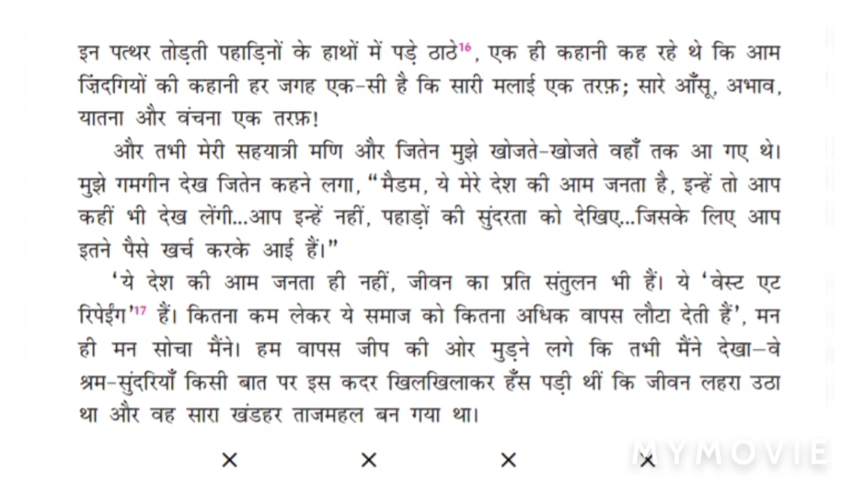 इन पत्थर तोड़ती पहाड़िनों के हाथों में पड़े ठाठे¹⁶, एक ही कहानी कह रहे थे कि आम
ज़िंदगियों की कहानी हर जगह एक-सी है कि सारी मलाई एक तरफ़; सारे आँसू, अभाव,
यातना और वंचना एक तरफ़!
और तभी मेरी सहयात्री मणि और जितेन मुझे खोजते-खोजते वहाँ तक आ गए थे।
मुझे गमगीन देख जितेन कहने लगा, “मैडम, ये मेरे देश की आम जनता है, इन्हें तो आप
कहीं भी देख लेंगी...आप इन्हें नहीं, पहाड़ों की सुंदरता को देखिए...जिसके लिए आप
इतने पैसे खर्च करके आई हैं।”
‘ये देश की आम जनता ही नहीं, जीवन का प्रति संतुलन भी हैं। ये ‘वेस्ट एट
रिपेईंग’¹⁷ हैं। कितना कम लेकर ये समाज को कितना अधिक वापस लौटा देती हैं’, मन
ही मन सोचा मैंने। हम वापस जीप की ओर मुड़ने लगे कि तभी मैंने देखा—वे
श्रम-सुंदरियाँ किसी बात पर इस कदर खिलखिलाकर हँस पड़ी थीं कि जीवन लहरा उठा
था और वह सारा खंडहर ताजमहल बन गया था।
× × × ×
MYMOVIE